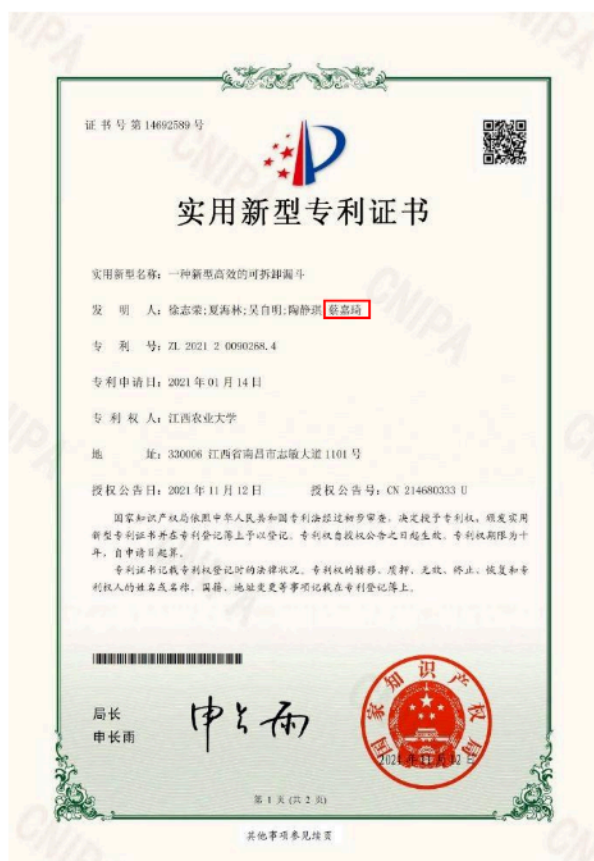 证书号第14692589号
实用新型专利证书
实用新型名称：一种新型高效的可拆卸漏斗
发 明 人：徐志荣;夏海林;吴自明;陶静琪 蔡嘉琦
专 利 号：ZL 2021 2 0090268.4
专利申请日：2021年01月14日
专 利 权 人：江西农业大学
地 址：330006 江西省南昌市志敏大道1101号
授权公告日：2021年11月12日 授权公告号：CN 214680333 U
国家知识产权局依照中华人民共和国专利法经过初步审查，决定授予专利权，颁发实用
新型专利证书并在专利登记簿上予以登记。专利权自授权公告之日起生效。专利权期限为十
年，自申请日起算。
专利证书记载专利权登记时的法律状况。专利权的转移、质押、无效、终止、恢复和专
利权人的姓名或名称、国籍、地址变更等事项记载在专利登记簿上。
局长
申长雨
申长雨
国家知识产权局
2021年11月12日
第 1 页 (共 2 页)
其他事项参见续页
CNIPA